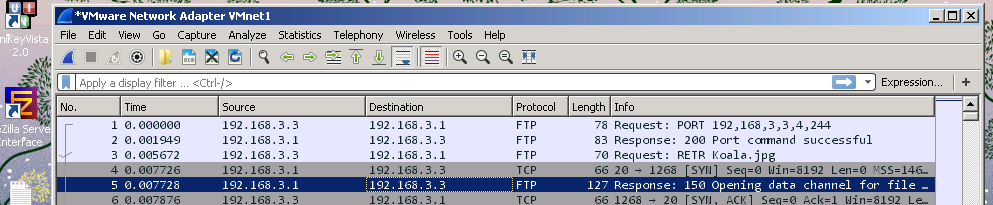 *VMware Network Adapter VMnet1
UniKeyVista
2.0
File Edit View Go Capture Analyze Statistics Telephony Wireless Tools Help
Apply a display filter ... <Ctrl-/> Expression... +
No. Time Source Destination Protocol Length Info
1 0.000000 192.168.3.3 192.168.3.1 FTP 78 Request: PORT 192,168,3,3,4,244
2 0.001949 192.168.3.1 192.168.3.3 FTP 83 Response: 200 Port command successful
3 0.005672 192.168.3.3 192.168.3.1 FTP 70 Request: RETR Koala.jpg
4 0.007726 192.168.3.1 192.168.3.3 TCP 66 20 → 1268 [SYN] Seq=0 Win=8192 Len=0 MSS=146…
5 0.007728 192.168.3.1 192.168.3.3 FTP 127 Response: 150 Opening data channel for file …
6 0.007876 192.168.3.3 192.168.3.1 TCP 66 1268 → 20 [SYN, ACK] Seq=0 Ack=1 Win=8192 Le…
eZilla Serve
Interface